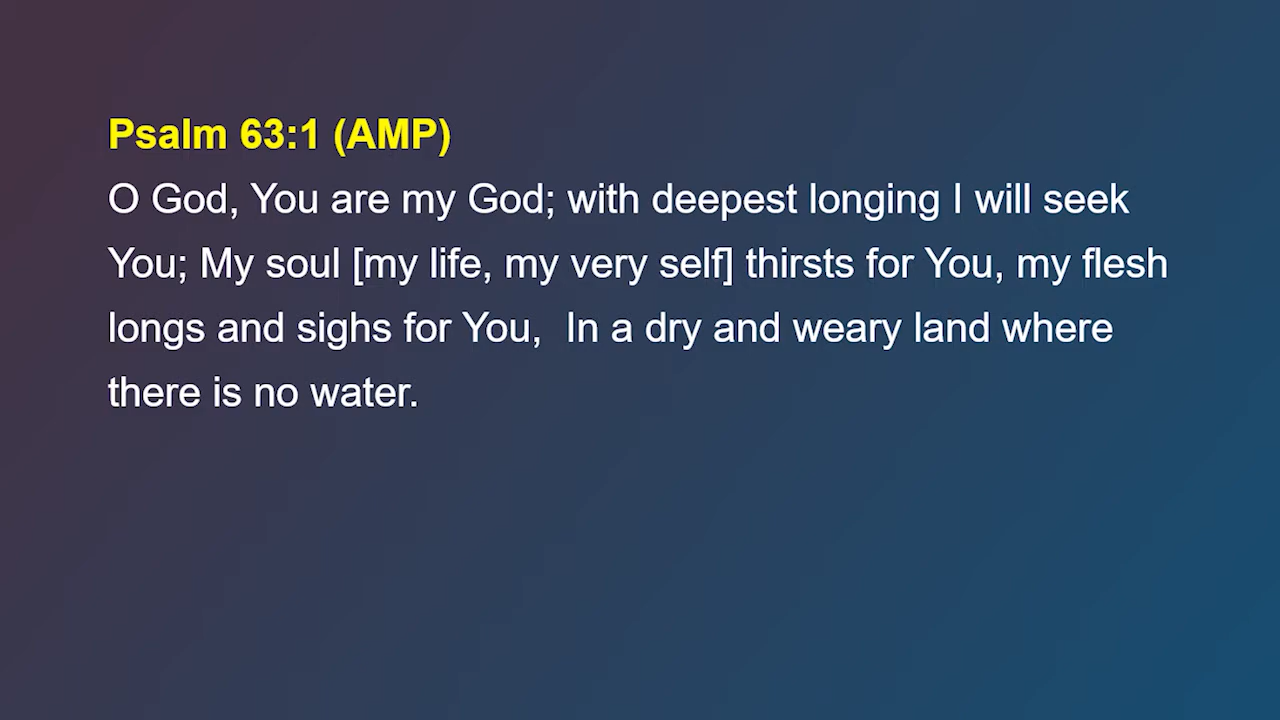 Psalm 63:1 (AMP)
O God, You are my God; with deepest longing I will seek
You; My soul [my life, my very self] thirsts for You, my flesh
longs and sighs for You,  In a dry and weary land where
there is no water.